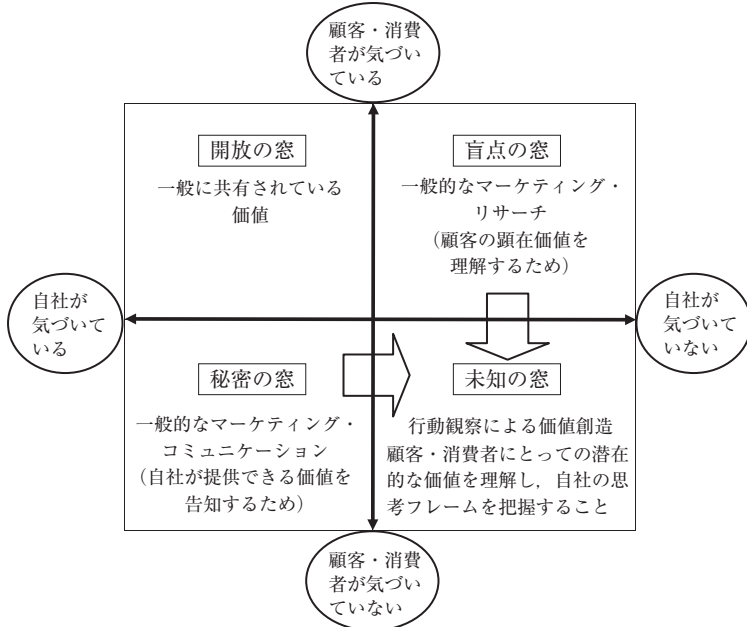 顧客・消費
者が気づい
ている
開放の窓
一般に共有されている
価値
盲点の窓
一般的なマーケティング・
リサーチ
（顧客の顕在価値を
理解するため）
自社が
気づいて
いる
自社が
気づいて
いない
秘密の窓
一般的なマーケティング・
コミュニケーション
（自社が提供できる価値を
告知するため）
未知の窓
行動観察による価値創造
顧客・消費者にとっての潜在
的な価値を理解し，自社の思
考フレームを把握すること
顧客・消費
者が気づい
ていない